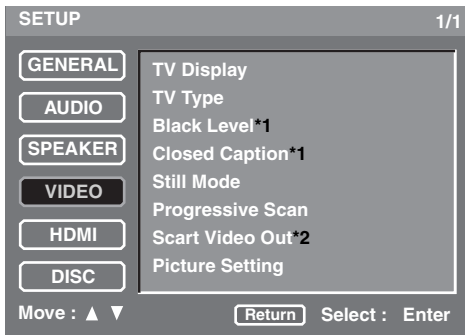 SETUP 1/1
GENERAL
AUDIO
SPEAKER
VIDEO
HDMI
DISC
TV Display
TV Type
Black Level*1
Closed Caption*1
Still Mode
Progressive Scan
Scart Video Out*2
Picture Setting
Move : ▲ ▼ Return Select : Enter